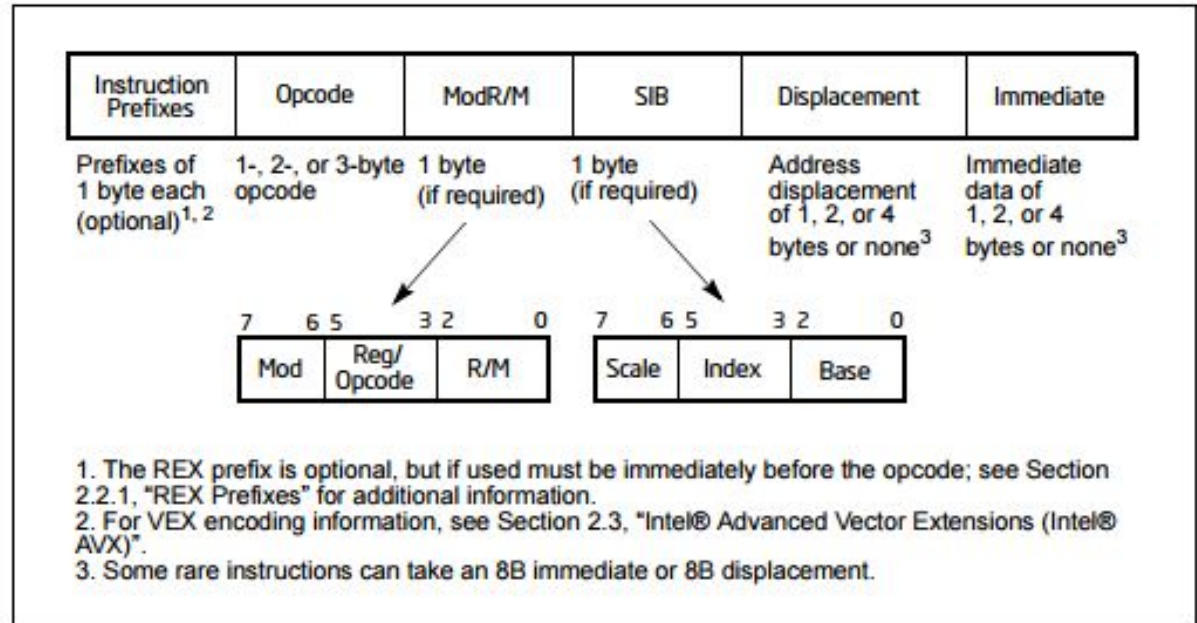 Instruction Prefixes Opcode ModR/M SIB Displacement Immediate
Prefixes of 1 byte each (optional)1, 2
1-, 2-, or 3-byte opcode
1 byte (if required)
1 byte (if required)
Address displacement of 1, 2, or 4 bytes or none3
Immediate data of 1, 2, or 4 bytes or none3
7 6 5 3 2 0
Mod Reg/Opcode R/M
7 6 5 3 2 0
Scale Index Base
1. The REX prefix is optional, but if used must be immediately before the opcode; see Section
2.2.1, "REX Prefixes" for additional information.
2. For VEX encoding information, see Section 2.3, "Intel® Advanced Vector Extensions (Intel®
AVX)".
3. Some rare instructions can take an 8B immediate or 8B displacement.